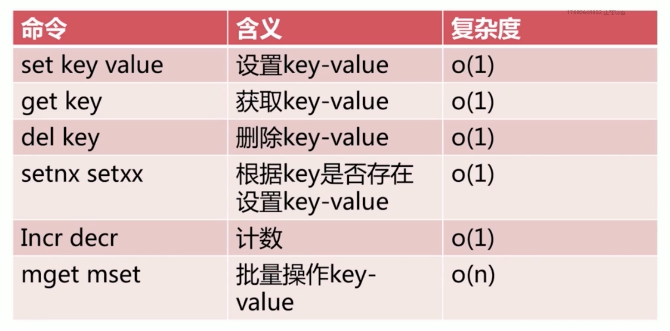 命令 含义 复杂度
set key value 设置key-value o(1)
get key 获取key-value o(1)
del key 删除key-value o(1)
setnx setxx 根据key是否存在 o(1)
设置key-value
Incr decr 计数 o(1)
mget mset 批量操作key- o(n)
value